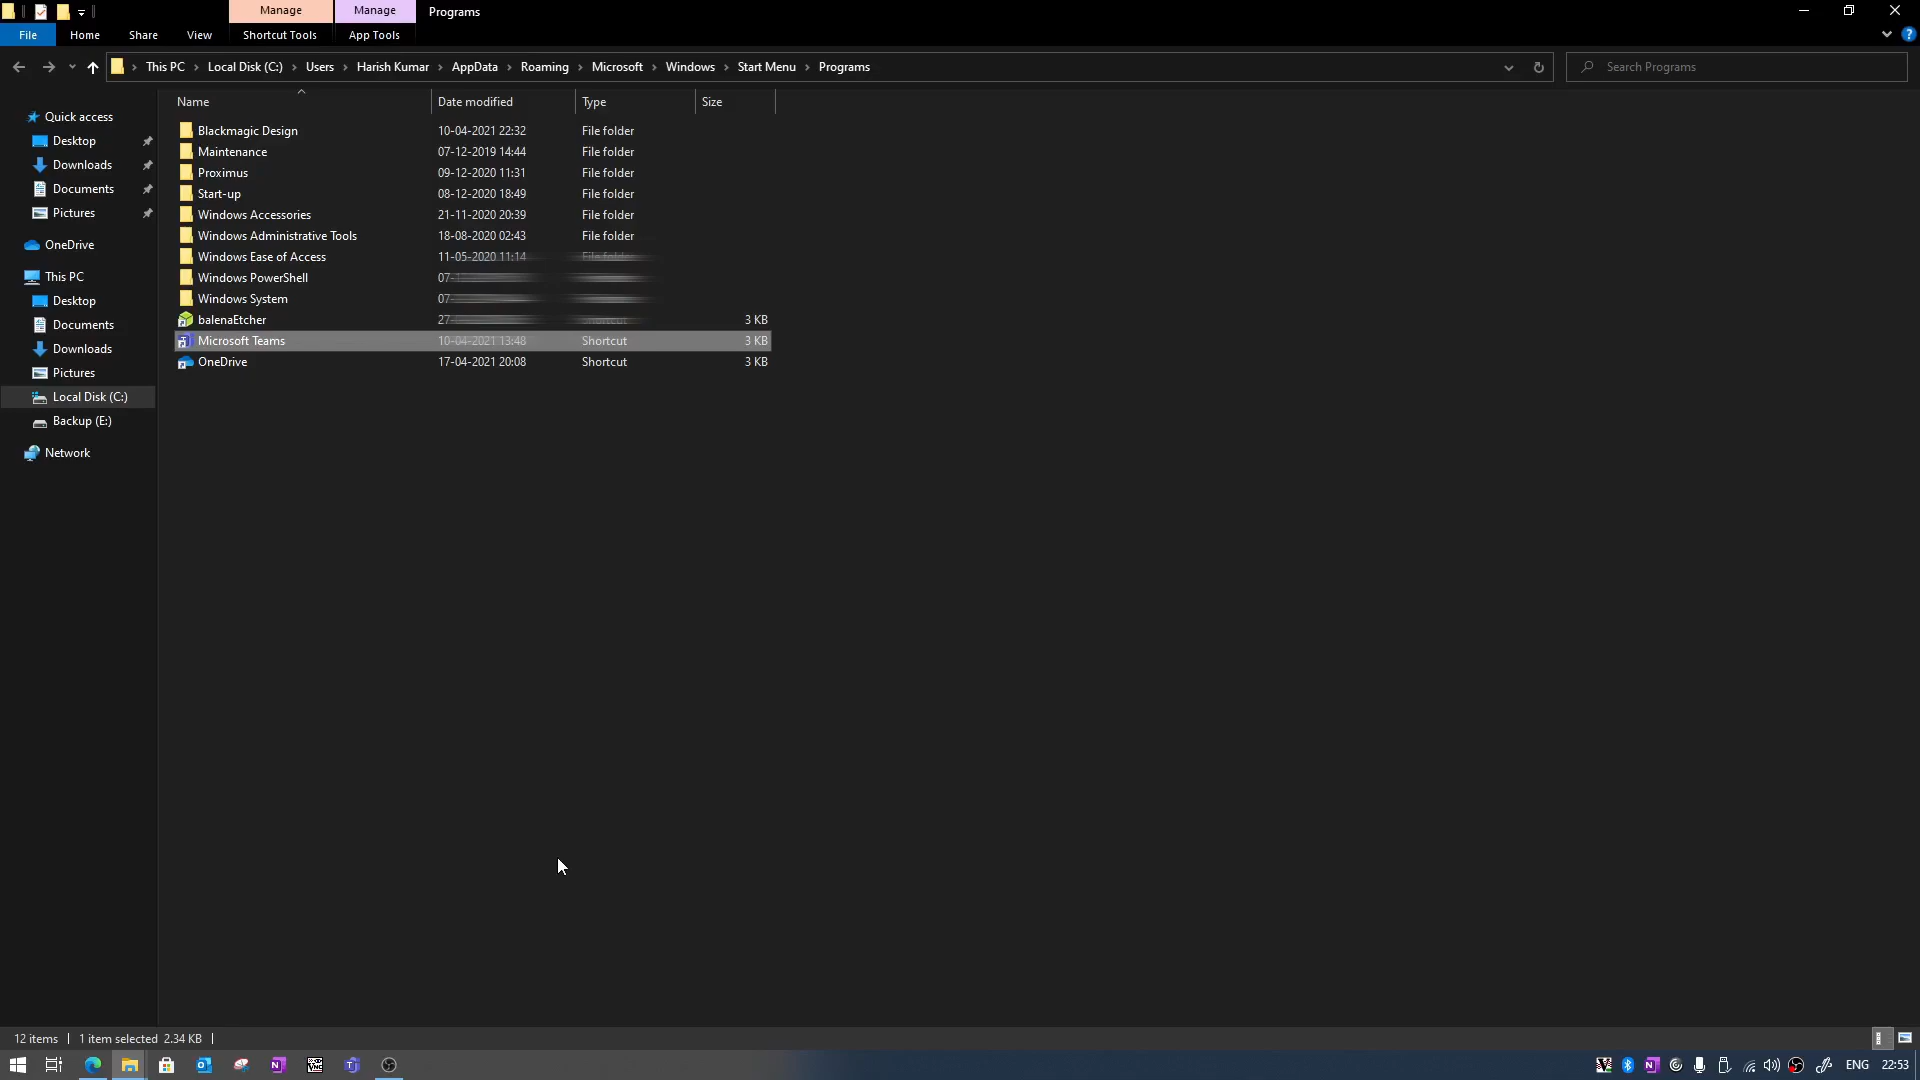 Manage Manage Programs
File Home Share View Shortcut Tools App Tools
This PC Local Disk (C:) Users Harish Kumar AppData Roaming Microsoft Windows Start Menu Programs Search Programs
Name Date modified Type Size
Quick access
Desktop
Downloads
Documents
Pictures
OneDrive
This PC
Desktop
Documents
Downloads
Pictures
Local Disk (C:)
Backup (E:)
Network
Blackmagic Design 10-04-2021 22:32 File folder
Maintenance 07-12-2019 14:44 File folder
Proximus 09-12-2020 11:31 File folder
Start-up 08-12-2020 18:49 File folder
Windows Accessories 21-11-2020 20:39 File folder
Windows Administrative Tools 18-08-2020 02:43 File folder
Windows Ease of Access 11-05-2020 11:14 File folder
Windows PowerShell 07-
Windows System 07-
balenaEtcher 27- 3 KB
Microsoft Teams 10-04-2021 13:48 Shortcut 3 KB
OneDrive 17-04-2021 20:08 Shortcut 3 KB
12 items 1 item selected 2.34 KB
ENG 22:53